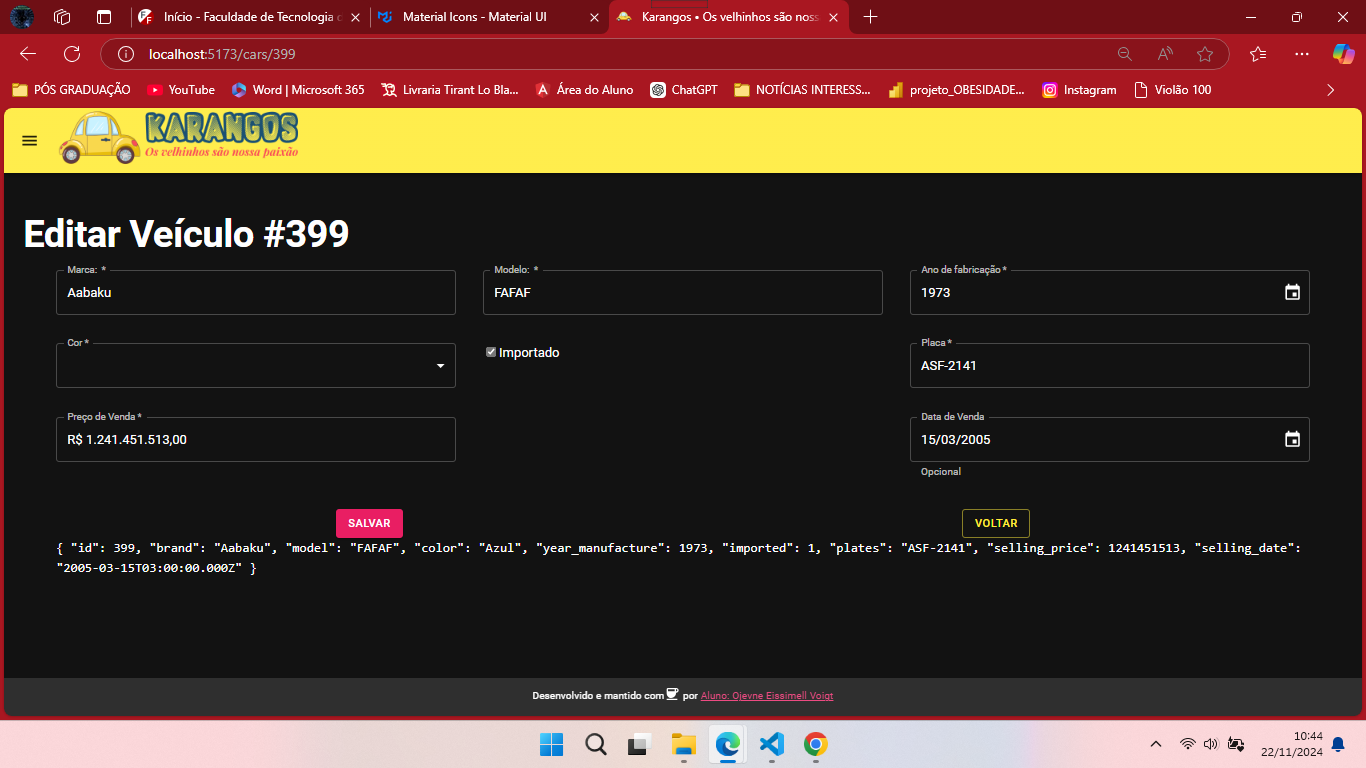 Início - Faculdade de Tecnologia d
Material Icons - Material UI
Karangos • Os velhinhos são noss
localhost:5173/cars/399
PÓS GRADUAÇÃO
YouTube
Word | Microsoft 365
Livraria Tirant Lo Bla...
Área do Aluno
ChatGPT
NOTÍCIAS INTERESS...
projeto_OBESIDADE...
Instagram
Violão 100
KARANGOS
Os velhinhos são nossa paixão
Editar Veículo #399
Marca: *
Aabaku
Modelo: *
FAFAF
Ano de fabricação *
1973
Cor *
Importado
Placa *
ASF-2141
Preço de Venda *
R$ 1.241.451.513,00
Data de Venda
15/03/2005
Opcional
SALVAR
VOLTAR
{ "id": 399, "brand": "Aabaku", "model": "FAFAF", "color": "Azul", "year_manufacture": 1973, "imported": 1, "plates": "ASF-2141", "selling_price": 1241451513, "selling_date":
"2005-03-15T03:00:00.000Z" }
Desenvolvido e mantido com por Aluno: Ojevne Eissimell Voigt
10:44
22/11/2024